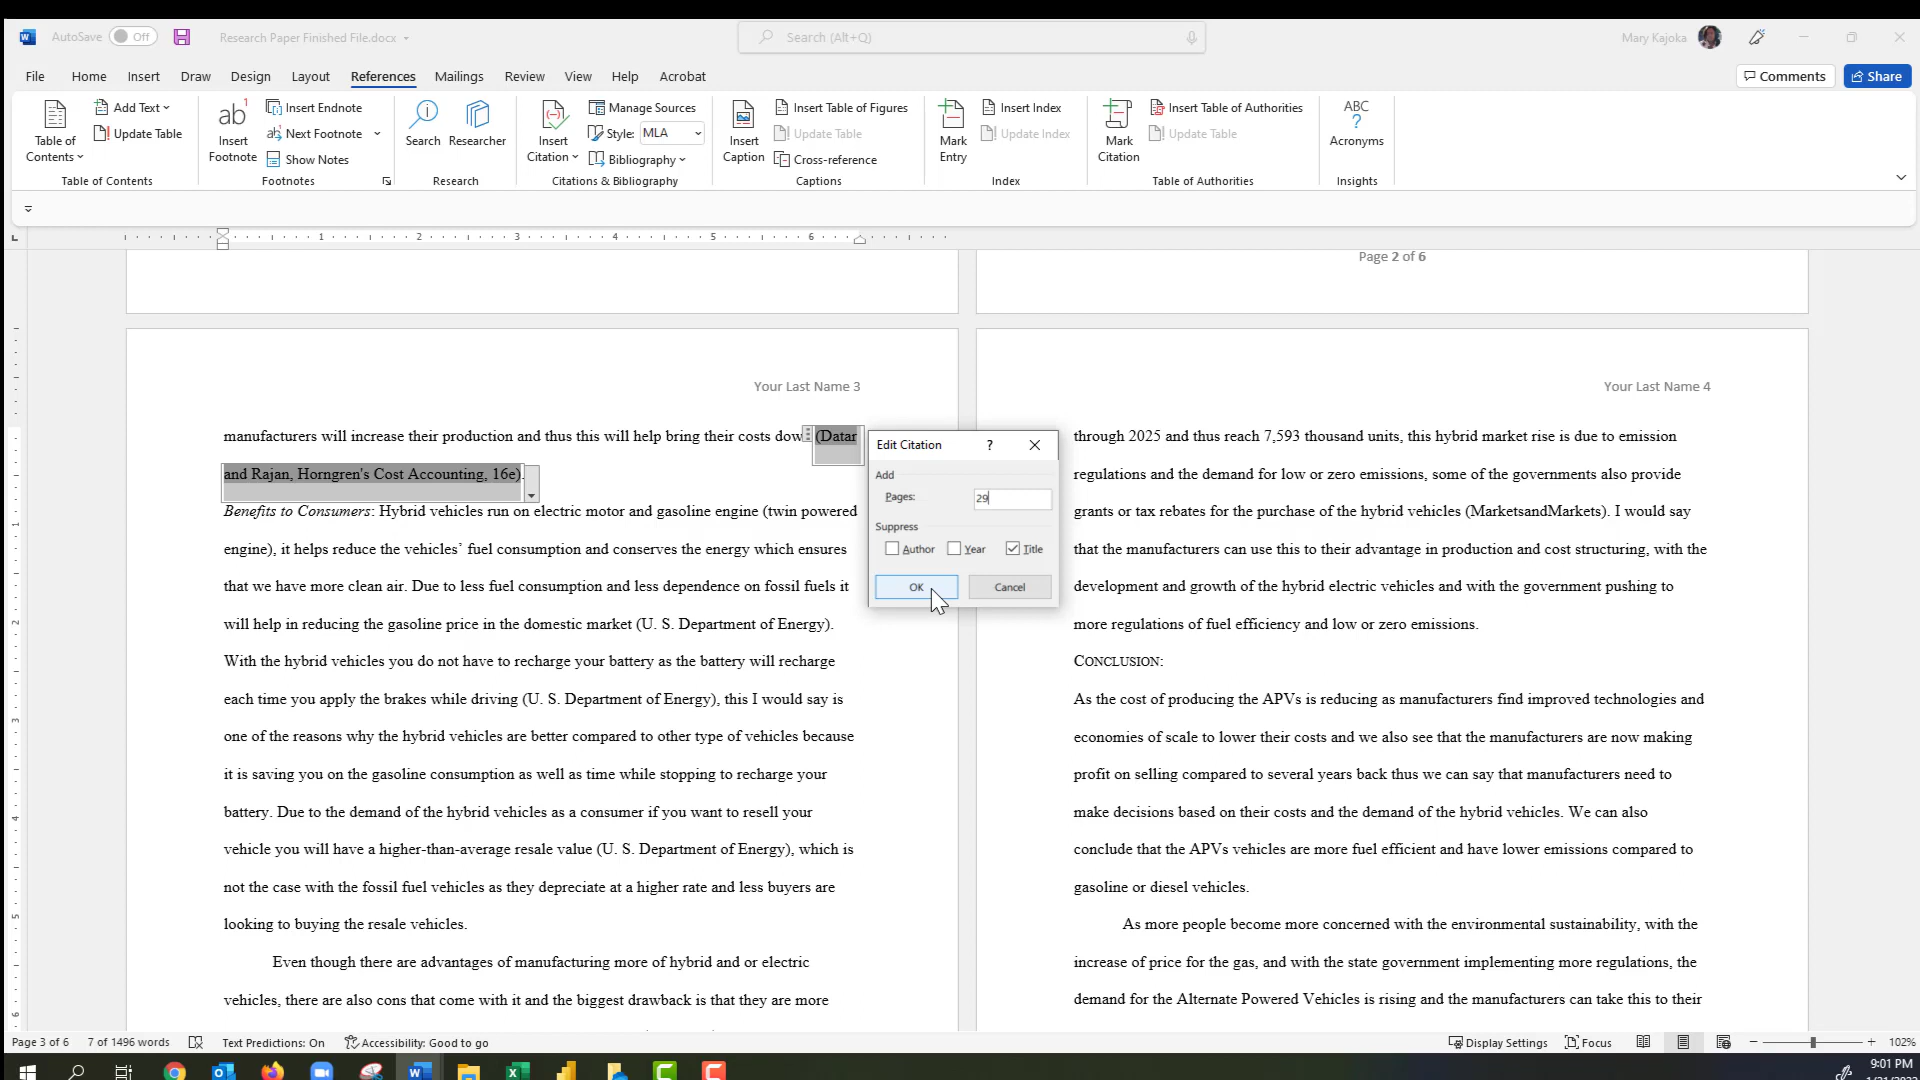 AutoSave Off Research Paper Finished File.docx Search (Alt+Q) Mary Kajoka
File Home Insert Draw Design Layout References Mailings Review View Help Acrobat Comments Share
Table of Contents
Add Text
Update Table
Table of Contents
ab 1
Insert Footnote
Insert Endnote
Next Footnote
Show Notes
Footnotes
Search
Researcher
Research
Insert Citation
Manage Sources
Style: MLA
Bibliography
Citations & Bibliography
Insert Caption
Insert Table of Figures
Update Table
Cross-reference
Captions
Mark Entry
Insert Index
Update Index
Index
Mark Citation
Insert Table of Authorities
Update Table
Table of Authorities
ABC
?
Acronyms
Insights
1 2 3 4 5 6
Page 2 of 6
Your Last Name 3
manufacturers will increase their production and thus this will help bring their costs dow (Datar
and Rajan, Horngren's Cost Accounting, 16e).
Benefits to Consumers: Hybrid vehicles run on electric motor and gasoline engine (twin powered
engine), it helps reduce the vehicles’ fuel consumption and conserves the energy which ensures
that we have more clean air. Due to less fuel consumption and less dependence on fossil fuels it
will help in reducing the gasoline price in the domestic market (U. S. Department of Energy).
With the hybrid vehicles you do not have to recharge your battery as the battery will recharge
each time you apply the brakes while driving (U. S. Department of Energy), this I would say is
one of the reasons why the hybrid vehicles are better compared to other type of vehicles because
it is saving you on the gasoline consumption as well as time while stopping to recharge your
battery. Due to the demand of the hybrid vehicles as a consumer if you want to resell your
vehicle you will have a higher-than-average resale value (U. S. Department of Energy), which is
not the case with the fossil fuel vehicles as they depreciate at a higher rate and less buyers are
looking to buying the resale vehicles.
Even though there are advantages of manufacturing more of hybrid and or electric
vehicles, there are also cons that come with it and the biggest drawback is that they are more
Edit Citation ?
Add
Pages: 29
Suppress
Author Year Title
OK Cancel
Your Last Name 4
through 2025 and thus reach 7,593 thousand units, this hybrid market rise is due to emission
regulations and the demand for low or zero emissions, some of the governments also provide
grants or tax rebates for the purchase of the hybrid vehicles (MarketsandMarkets). I would say
that the manufacturers can use this to their advantage in production and cost structuring, with the
development and growth of the hybrid electric vehicles and with the government pushing to
more regulations of fuel efficiency and low or zero emissions.
CONCLUSION:
As the cost of producing the APVs is reducing as manufacturers find improved technologies and
economies of scale to lower their costs and we also see that the manufacturers are now making
profit on selling compared to several years back thus we can say that manufacturers need to
make decisions based on their costs and the demand of the hybrid vehicles. We can also
conclude that the APVs vehicles are more fuel efficient and have lower emissions compared to
gasoline or diesel vehicles.
As more people become more concerned with the environmental sustainability, with the
increase of price for the gas, and with the state government implementing more regulations, the
demand for the Alternate Powered Vehicles is rising and the manufacturers can take this to their
Page 3 of 6 7 of 1496 words Text Predictions: On Accessibility: Good to go Display Settings Focus 102%
9:01 PM